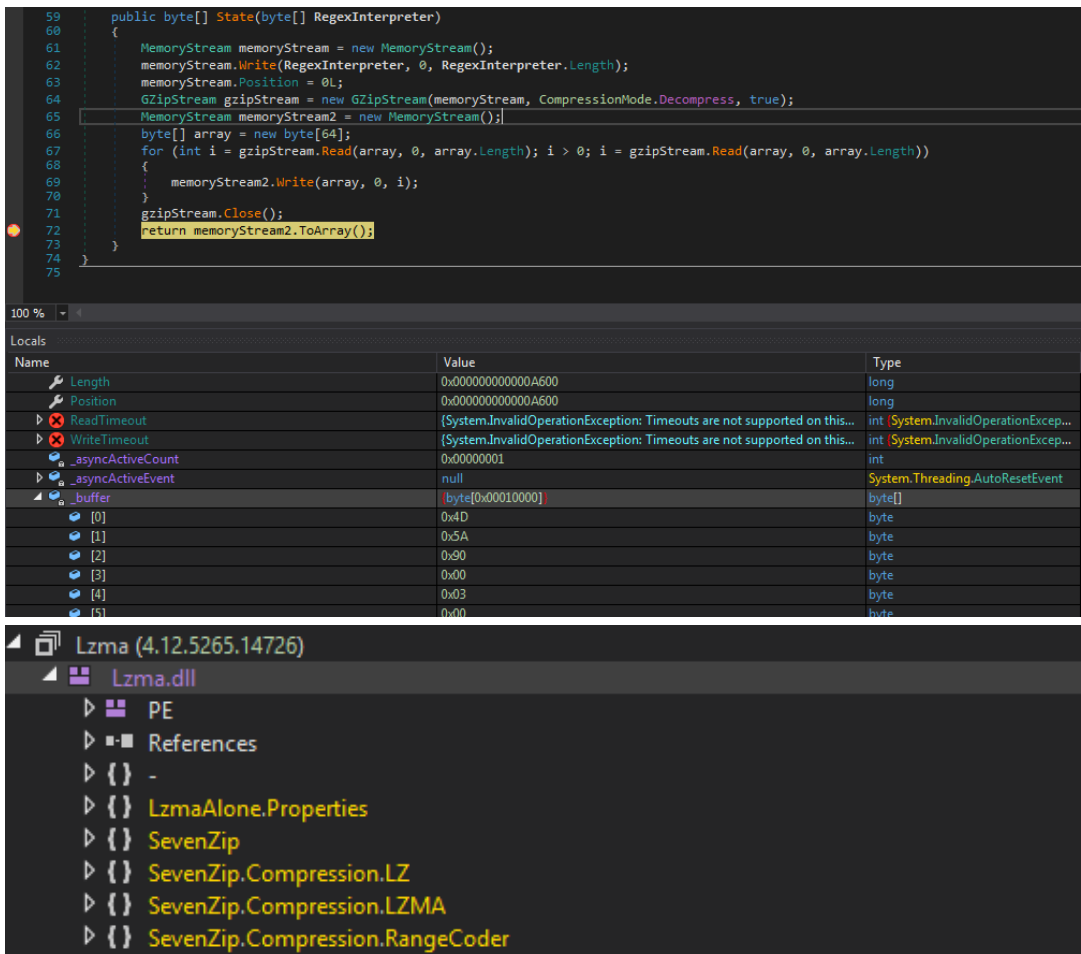 59 public byte[] State(byte[] RegexInterpreter)
60 {
61 MemoryStream memoryStream = new MemoryStream();
62 memoryStream.Write(RegexInterpreter, 0, RegexInterpreter.Length);
63 memoryStream.Position = 0L;
64 GZipStream gzipStream = new GZipStream(memoryStream, CompressionMode.Decompress, true);
65 MemoryStream memoryStream2 = new MemoryStream();
66 byte[] array = new byte[64];
67 for (int i = gzipStream.Read(array, 0, array.Length); i > 0; i = gzipStream.Read(array, 0, array.Length))
68 {
69 memoryStream2.Write(array, 0, i);
70 }
71 gzipStream.Close();
72 return memoryStream2.ToArray();
73 }
74 }
75
100 %
Locals
Name Value Type
Length 0x000000000000A600 long
Position 0x000000000000A600 long
ReadTimeout {System.InvalidOperationException: Timeouts are not supported on this... int {System.InvalidOperationExcep...
WriteTimeout {System.InvalidOperationException: Timeouts are not supported on this... int {System.InvalidOperationExcep...
_asyncActiveCount 0x00000001 int
_asyncActiveEvent null System.Threading.AutoResetEvent
_buffer {byte[0x00010000]} byte[]
[0] 0x4D byte
[1] 0x5A byte
[2] 0x90 byte
[3] 0x00 byte
[4] 0x03 byte
[5] 0x00 byte
Lzma (4.12.5265.14726)
Lzma.dll
PE
References
{ } -
{ } LzmaAlone.Properties
{ } SevenZip
{ } SevenZip.Compression.LZ
{ } SevenZip.Compression.LZMA
{ } SevenZip.Compression.RangeCoder